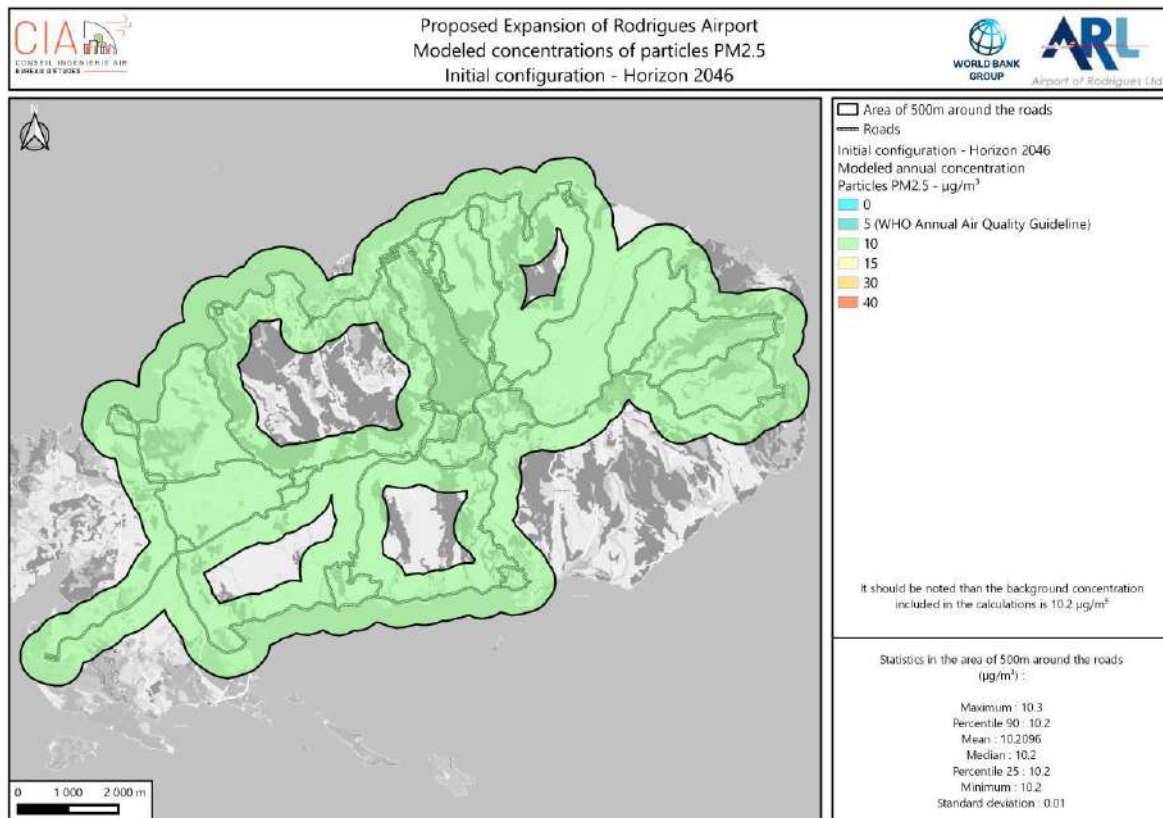 CIA
CONSEIL INGÉNIERIE AIR
BUREAU D'ÉTUDES
Proposed Expansion of Rodrigues Airport
Modeled concentrations of particles PM2.5
Initial configuration - Horizon 2046
WORLD BANK
GROUP
ARL
Airport of Rodrigues Ltd
N
Area of 500m around the roads
Roads
Initial configuration - Horizon 2046
Modeled annual concentration
Particles PM2.5 - µg/m³
0
5 (WHO Annual Air Quality Guideline)
10
15
30
40
It should be noted than the background concentration
included in the calculations is 10.2 µg/m³
Statistics in the area of 500m around the roads
(µg/m³) :
Maximum : 10.3
Percentile 90 : 10.2
Mean : 10.2096
Median : 10.2
Percentile 25 : 10.2
Minimum : 10.2
Standard deviation : 0.01
0 1 000 2 000 m